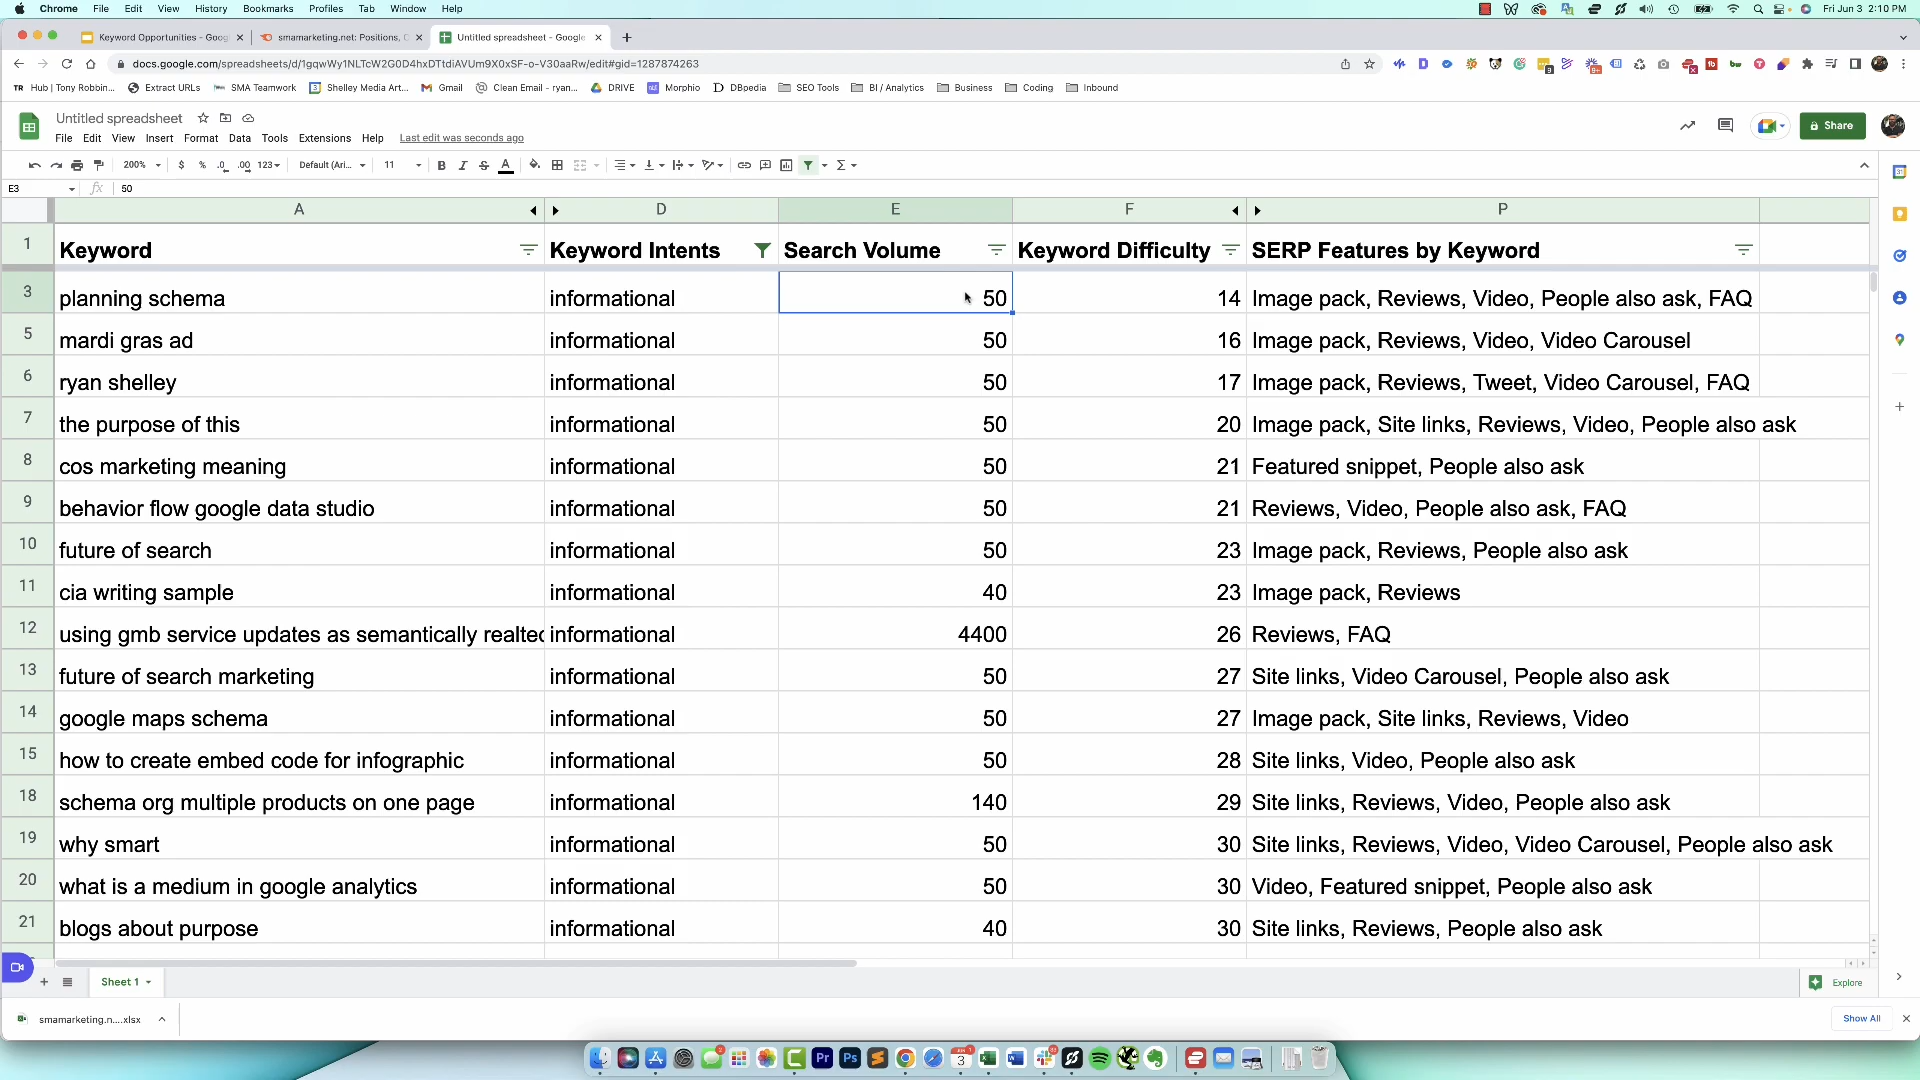 Chrome File Edit View History Bookmarks Profiles Tab Window Help Fri Jun 3 2:10 PM
Keyword Opportunities - Goog smamarketing.net: Positions, O Untitled spreadsheet - Google
docs.google.com/spreadsheets/d/1gqwWy1NLTcW2G0D4hxDTtdiAVUm9X0xSF-o-V30aaRw/edit#gid=1287874263
TR Hub | Tony Robbin... Extract URLs SMA Teamwork Shelley Media Art... Gmail Clean Email - ryan... DRIVE Morphio DBpedia SEO Tools BI / Analytics Business Coding Inbound
Untitled spreadsheet
File Edit View Insert Format Data Tools Extensions Help Last edit was seconds ago
Share
200% $ % .0 .00 123 Default (Ari... 11 B I S A
E3 fx 50
A D E F P
1 Keyword Keyword Intents Search Volume Keyword Difficulty SERP Features by Keyword
3 planning schema informational 50 14 Image pack, Reviews, Video, People also ask, FAQ
5 mardi gras ad informational 50 16 Image pack, Reviews, Video, Video Carousel
6 ryan shelley informational 50 17 Image pack, Reviews, Tweet, Video Carousel, FAQ
7 the purpose of this informational 50 20 Image pack, Site links, Reviews, Video, People also ask
8 cos marketing meaning informational 50 21 Featured snippet, People also ask
9 behavior flow google data studio informational 50 21 Reviews, Video, People also ask, FAQ
10 future of search informational 50 23 Image pack, Reviews, People also ask
11 cia writing sample informational 40 23 Image pack, Reviews
12 using gmb service updates as semantically realtec informational 4400 26 Reviews, FAQ
13 future of search marketing informational 50 27 Site links, Video Carousel, People also ask
14 google maps schema informational 50 27 Image pack, Site links, Reviews, Video
15 how to create embed code for infographic informational 50 28 Site links, Video, People also ask
18 schema org multiple products on one page informational 140 29 Site links, Reviews, Video, People also ask
19 why smart informational 50 30 Site links, Reviews, Video, Video Carousel, People also ask
20 what is a medium in google analytics informational 50 30 Video, Featured snippet, People also ask
21 blogs about purpose informational 40 30 Site links, Reviews, People also ask
Sheet 1 Explore
smamarketing.n....xlsx Show All